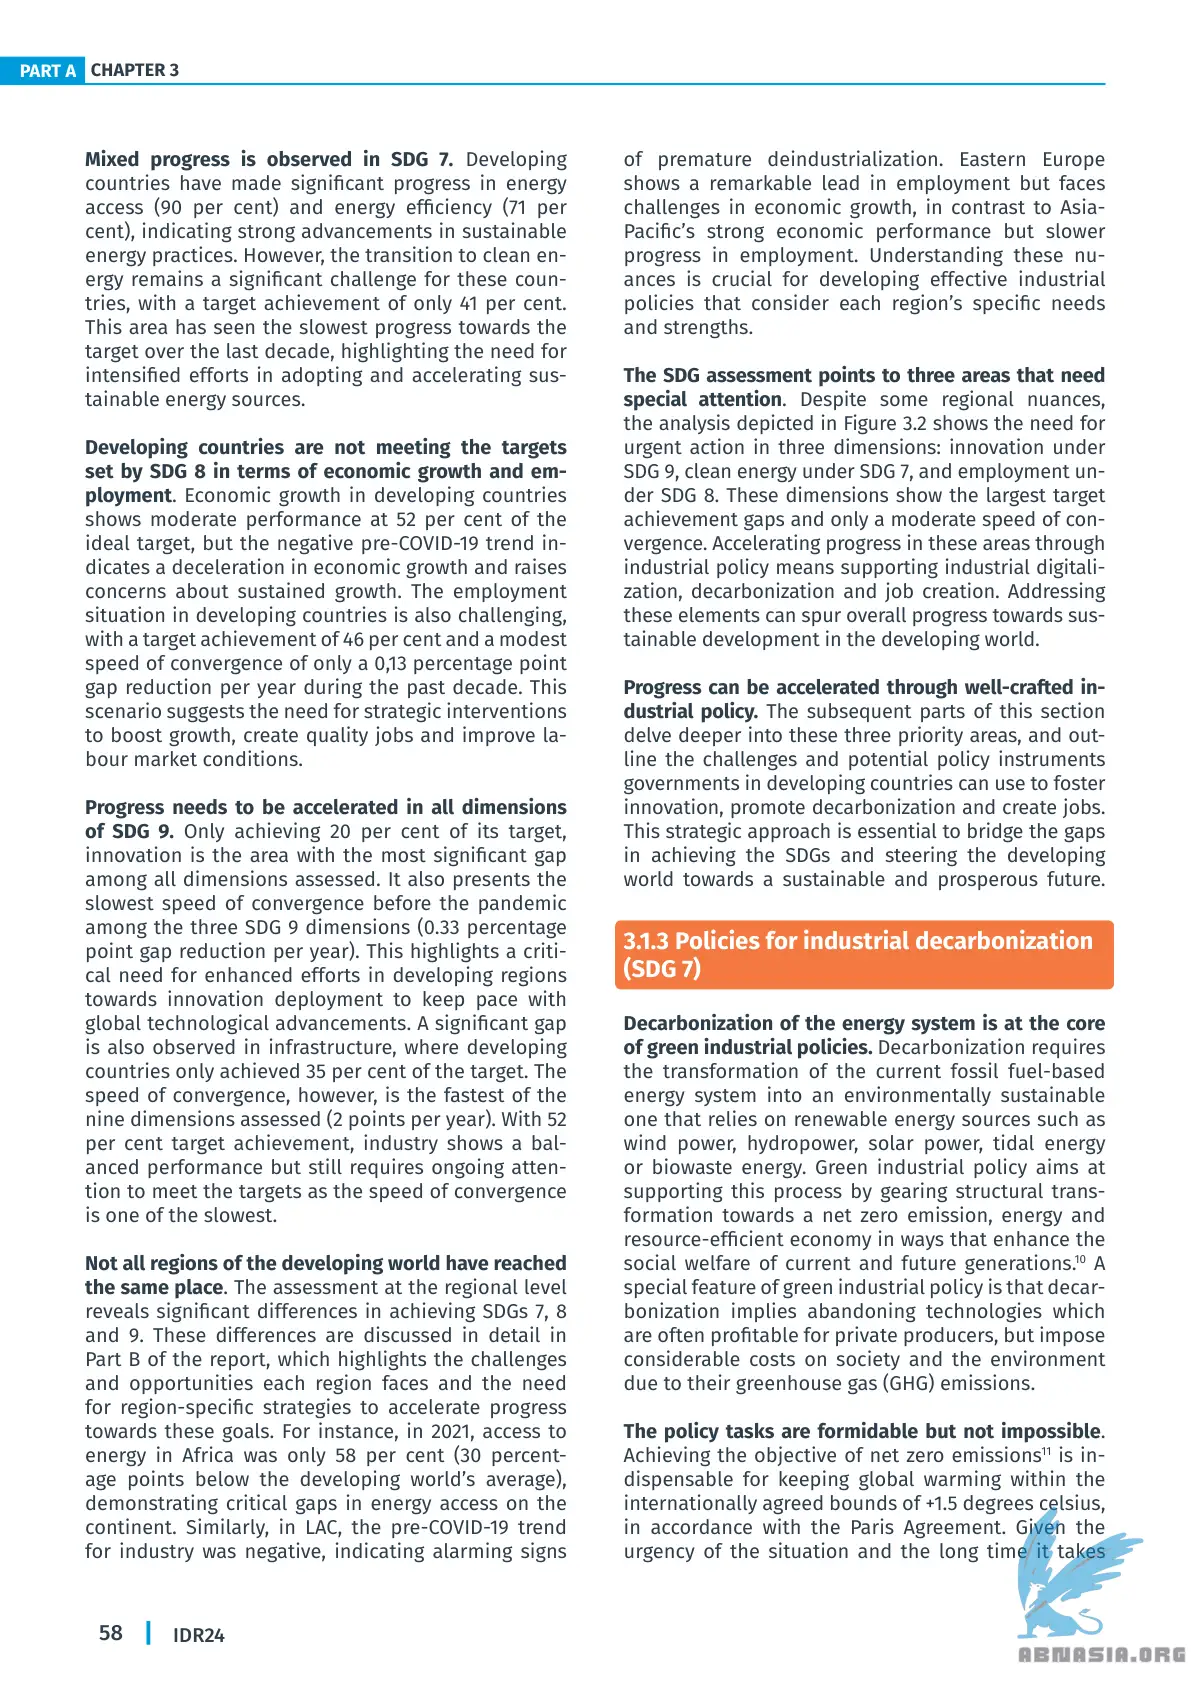 PART A CHAPTER 3
Mixed progress is observed in SDG 7. Developing
countries have made significant progress in energy
access (90 per cent) and energy efficiency (71 per
cent), indicating strong advancements in sustainable
energy practices. However, the transition to clean en-
ergy remains a significant challenge for these coun-
tries, with a target achievement of only 41 per cent.
This area has seen the slowest progress towards the
target over the last decade, highlighting the need for
intensified efforts in adopting and accelerating sus-
tainable energy sources.
Developing countries are not meeting the targets
set by SDG 8 in terms of economic growth and em-
ployment. Economic growth in developing countries
shows moderate performance at 52 per cent of the
ideal target, but the negative pre-COVID-19 trend in-
dicates a deceleration in economic growth and raises
concerns about sustained growth. The employment
situation in developing countries is also challenging,
with a target achievement of 46 per cent and a modest
speed of convergence of only a 0,13 percentage point
gap reduction per year during the past decade. This
scenario suggests the need for strategic interventions
to boost growth, create quality jobs and improve la-
bour market conditions.
Progress needs to be accelerated in all dimensions
of SDG 9. Only achieving 20 per cent of its target,
innovation is the area with the most significant gap
among all dimensions assessed. It also presents the
slowest speed of convergence before the pandemic
among the three SDG 9 dimensions (0.33 percentage
point gap reduction per year). This highlights a criti-
cal need for enhanced efforts in developing regions
towards innovation deployment to keep pace with
global technological advancements. A significant gap
is also observed in infrastructure, where developing
countries only achieved 35 per cent of the target. The
speed of convergence, however, is the fastest of the
nine dimensions assessed (2 points per year). With 52
per cent target achievement, industry shows a bal-
anced performance but still requires ongoing atten-
tion to meet the targets as the speed of convergence
is one of the slowest.
Not all regions of the developing world have reached
the same place. The assessment at the regional level
reveals significant differences in achieving SDGs 7, 8
and 9. These differences are discussed in detail in
Part B of the report, which highlights the challenges
and opportunities each region faces and the need
for region-specific strategies to accelerate progress
towards these goals. For instance, in 2021, access to
energy in Africa was only 58 per cent (30 percent-
age points below the developing world's average),
demonstrating critical gaps in energy access on the
continent. Similarly, in LAC, the pre-COVID-19 trend
for industry was negative, indicating alarming signs
of premature deindustrialization. Eastern Europe
shows a remarkable lead in employment but faces
challenges in economic growth, in contrast to Asia-
Pacific's strong economic performance but slower
progress in employment. Understanding these nu-
ances is crucial for developing effective industrial
policies that consider each region's specific needs
and strengths.
The SDG assessment points to three areas that need
special attention. Despite some regional nuances,
the analysis depicted in Figure 3.2 shows the need for
urgent action in three dimensions: innovation under
SDG 9, clean energy under SDG 7, and employment un-
der SDG 8. These dimensions show the largest target
achievement gaps and only a moderate speed of con-
vergence. Accelerating progress in these areas through
industrial policy means supporting industrial digitali-
zation, decarbonization and job creation. Addressing
these elements can spur overall progress towards sus-
tainable development in the developing world.
Progress can be accelerated through well-crafted in-
dustrial policy. The subsequent parts of this section
delve deeper into these three priority areas, and out-
line the challenges and potential policy instruments
governments in developing countries can use to foster
innovation, promote decarbonization and create jobs.
This strategic approach is essential to bridge the gaps
in achieving the SDGs and steering the developing
world towards a sustainable and prosperous future.
3.1.3 Policies for industrial decarbonization
(SDG 7)
Decarbonization of the energy system is at the core
of green industrial policies. Decarbonization requires
the transformation of the current fossil fuel-based
energy system into an environmentally sustainable
one that relies on renewable energy sources such as
wind power, hydropower, solar power, tidal energy
or biowaste energy. Green industrial policy aims at
supporting this process by gearing structural trans-
formation towards a net zero emission, energy and
resource-efficient economy in ways that enhance the
social welfare of current and future generations.10 A
special feature of green industrial policy is that decar-
bonization implies abandoning technologies which
are often profitable for private producers, but impose
considerable costs on society and the environment
due to their greenhouse gas (GHG) emissions.
The policy tasks are formidable but not impossible.
Achieving the objective of net zero emissions11 is in-
dispensable for keeping global warming within the
internationally agreed bounds of +1.5 degrees celsius,
in accordance with the Paris Agreement. Given the
urgency of the situation and the long time it takes
58 IDR24
ABNASIA.ORG